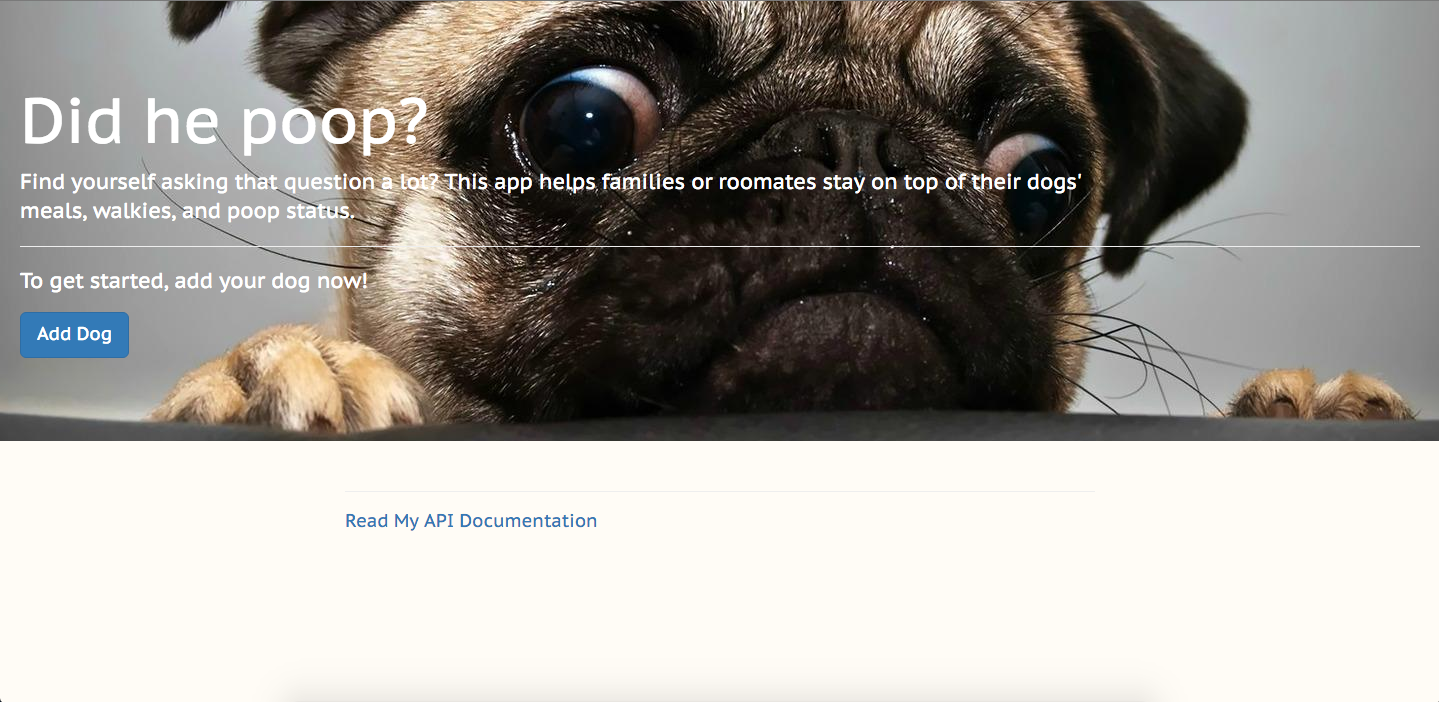 Did he poop?
Find yourself asking that question a lot? This app helps families or roomates stay on top of their dogs'
meals, walkies, and poop status.
To get started, add your dog now!
Add Dog
Read My API Documentation